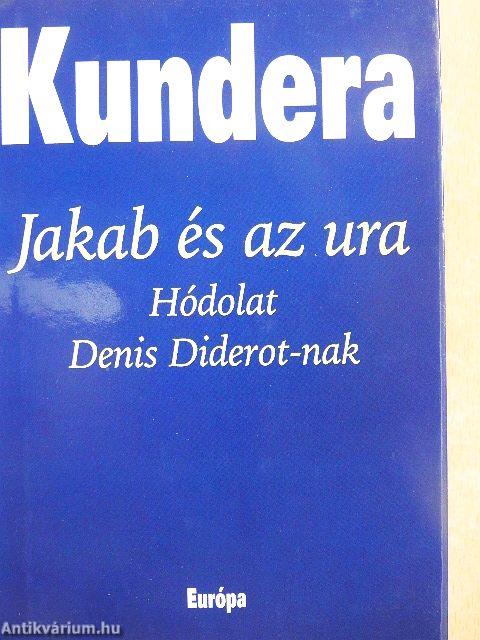 Kundera
Jakab és az ura
Hódolat
Denis Diderot-nak
Európa
Antikvárium.hu